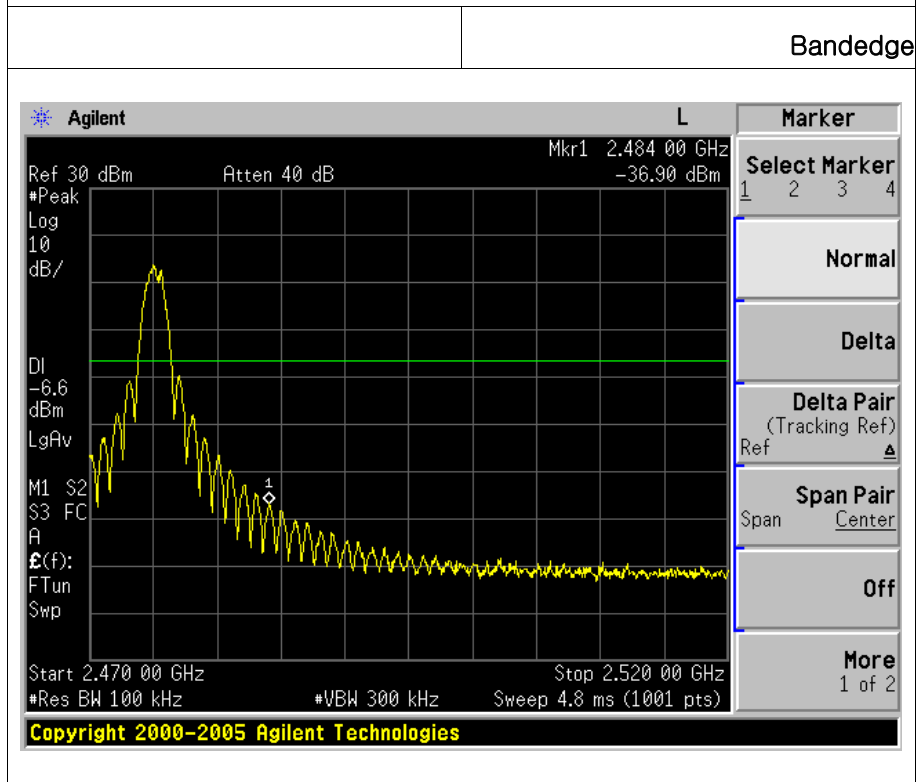 Bandedge
Agilent L
Marker
Mkr1 2.484 00 GHz
Ref 30 dBm Atten 40 dB -36.90 dBm
#Peak
Log
10
dB/
DI
-6.6
dBm
LgAv
M1 S2
S3 FC
A
£(f):
FTun
Swp
1
Start 2.470 00 GHz Stop 2.520 00 GHz
#Res BW 100 kHz #VBW 300 kHz Sweep 4.8 ms (1001 pts)
Copyright 2000-2005 Agilent Technologies
Select Marker
1 2 3 4
Normal
Delta
Delta Pair
(Tracking Ref)
Ref Δ
Span Pair
Span Center
Off
More
1 of 2